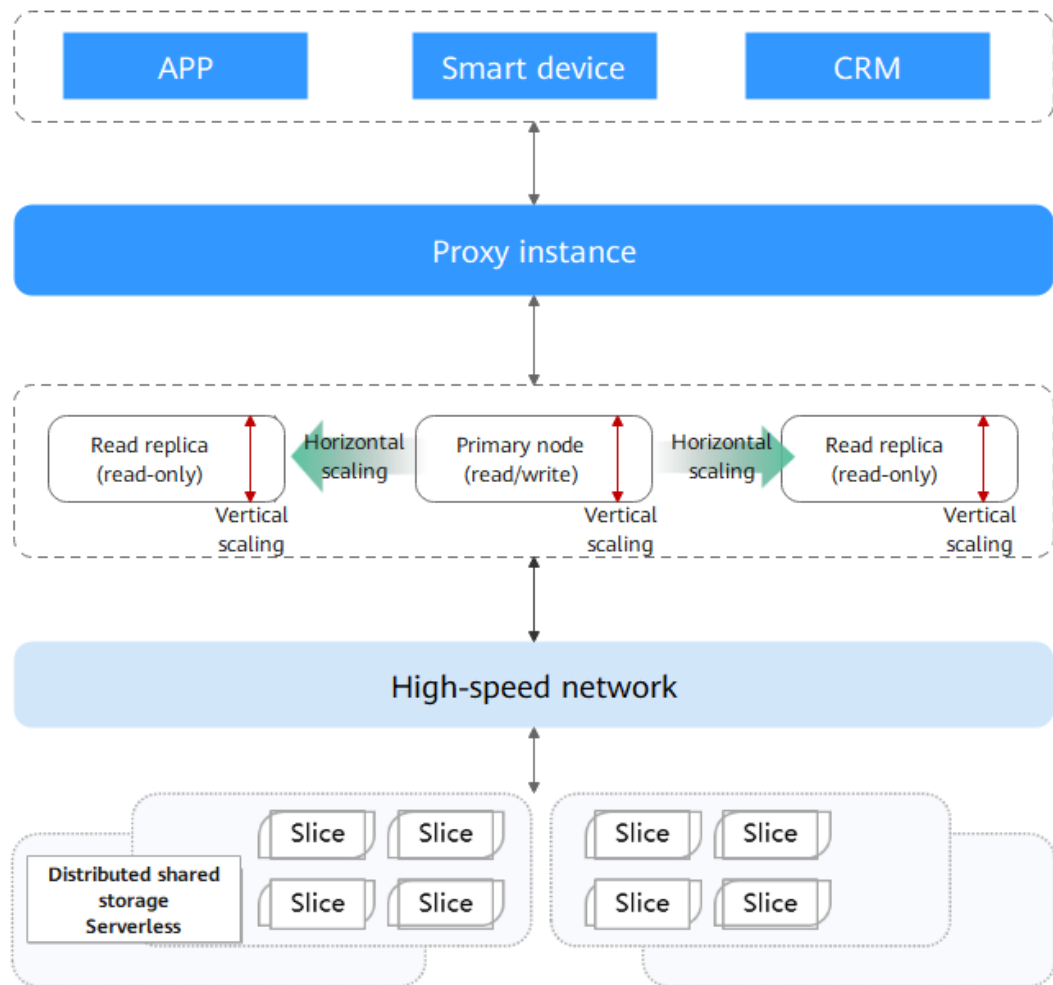 APP
Smart device
CRM
Proxy instance
Read replica
(read-only)
Horizontal
scaling
Primary node
(read/write)
Horizontal
scaling
Read replica
(read-only)
Vertical
scaling
Vertical
scaling
Vertical
scaling
High-speed network
Slice
Slice
Slice
Slice
Distributed shared
storage
Serverless
Slice
Slice
Slice
Slice